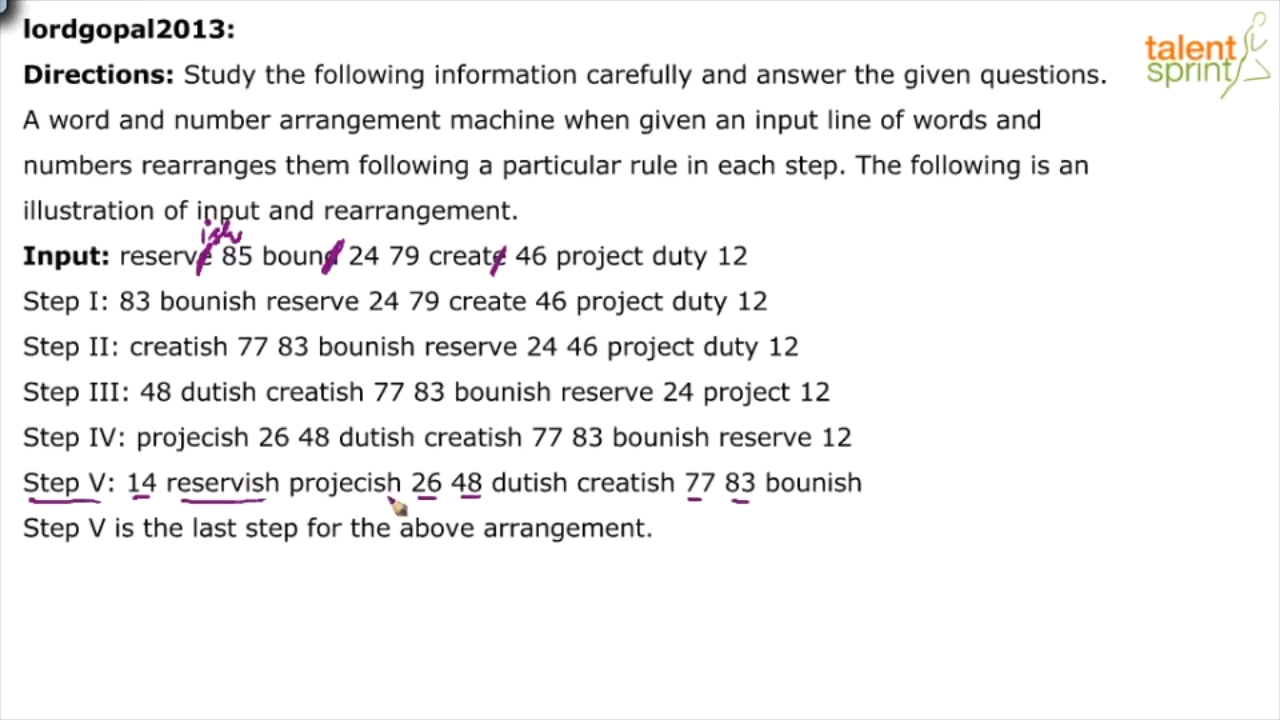 lordgopal2013:
talent
sprint
Directions: Study the following information carefully and answer the given questions.
A word and number arrangement machine when given an input line of words and
numbers rearranges them following a particular rule in each step. The following is an
illustration of input and rearrangement.
ish
Input: reserve 85 bound 24 79 create 46 project duty 12
Step I: 83 bounish reserve 24 79 create 46 project duty 12
Step II: creatish 77 83 bounish reserve 24 46 project duty 12
Step III: 48 dutish creatish 77 83 bounish reserve 24 project 12
Step IV: projecish 26 48 dutish creatish 77 83 bounish reserve 12
Step V: 14 reservish projecish 26 48 dutish creatish 77 83 bounish
Step V is the last step for the above arrangement.